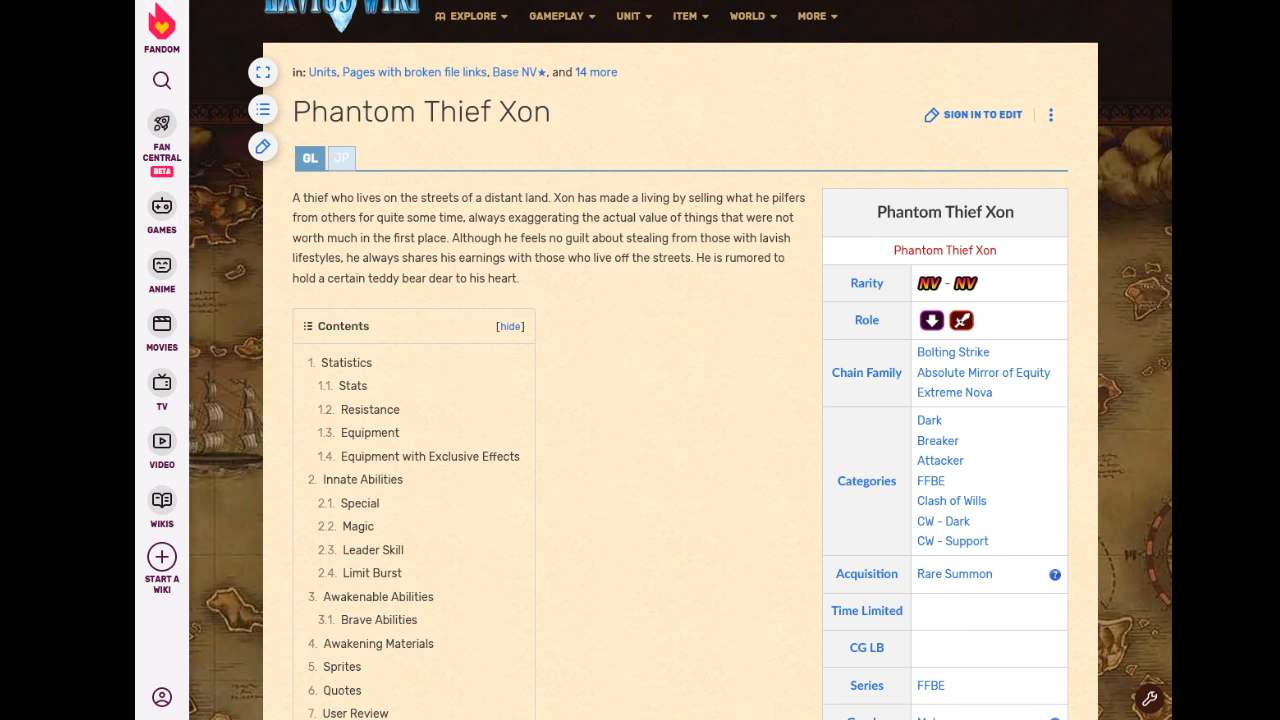 LAVIUS WIKI
EXPLORE GAMEPLAY UNIT ITEM WORLD MORE
FANDOM
FAN
CENTRAL
BETA
GAMES
ANIME
MOVIES
TV
VIDEO
WIKIS
START A
WIKI
in: Units, Pages with broken file links, Base NV★, and 14 more
Phantom Thief Xon
SIGN IN TO EDIT
GL JP
A thief who lives on the streets of a distant land. Xon has made a living by selling what he pilfers
from others for quite some time, always exaggerating the actual value of things that were not
worth much in the first place. Although he feels no guilt about stealing from those with lavish
lifestyles, he always shares his earnings with those who live off the streets. He is rumored to
hold a certain teddy bear dear to his heart.
Contents [hide]
1. Statistics
1.1. Stats
1.2. Resistance
1.3. Equipment
1.4. Equipment with Exclusive Effects
2. Innate Abilities
2.1. Special
2.2. Magic
2.3. Leader Skill
2.4. Limit Burst
3. Awakenable Abilities
3.1. Brave Abilities
4. Awakening Materials
5. Sprites
6. Quotes
7. User Review
Phantom Thief Xon
Phantom Thief Xon
Rarity NV - NV
Role
Chain Family
Bolting Strike
Absolute Mirror of Equity
Extreme Nova
Categories
Dark
Breaker
Attacker
FFBE
Clash of Wills
CW - Dark
CW - Support
Acquisition Rare Summon ?
Time Limited
CG LB
Series FFBE